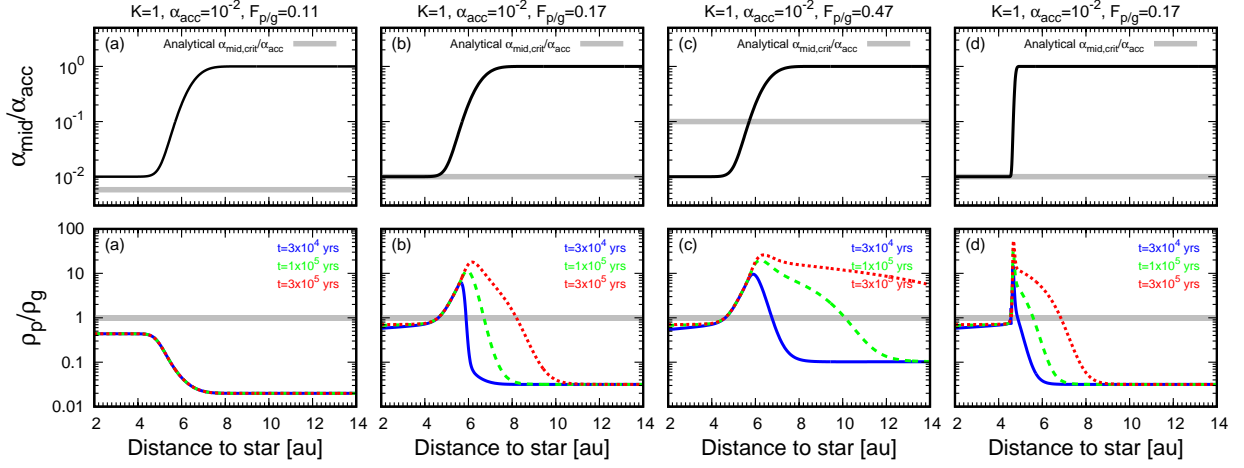 K=1, α_acc=10^-2, F_p/g=0.11
K=1, α_acc=10^-2, F_p/g=0.17
K=1, α_acc=10^-2, F_p/g=0.47
K=1, α_acc=10^-2, F_p/g=0.17
α_mid/α_acc
10^0
10^-1
10^-2
(a)
Analytical α_mid,crit/α_acc
(b)
Analytical α_mid,crit/α_acc
(c)
Analytical α_mid,crit/α_acc
(d)
Analytical α_mid,crit/α_acc
ρ_p/ρ_g
100
10
1
0.1
0.01
(a)
t=3x10^4 yrs
t=1x10^5 yrs
t=3x10^5 yrs
(b)
t=3x10^4 yrs
t=1x10^5 yrs
t=3x10^5 yrs
(c)
t=3x10^4 yrs
t=1x10^5 yrs
t=3x10^5 yrs
(d)
t=3x10^4 yrs
t=1x10^5 yrs
t=3x10^5 yrs
2 4 6 8 10 12 14
2 4 6 8 10 12 14
2 4 6 8 10 12 14
2 4 6 8 10 12 14
Distance to star [au]
Distance to star [au]
Distance to star [au]
Distance to star [au]